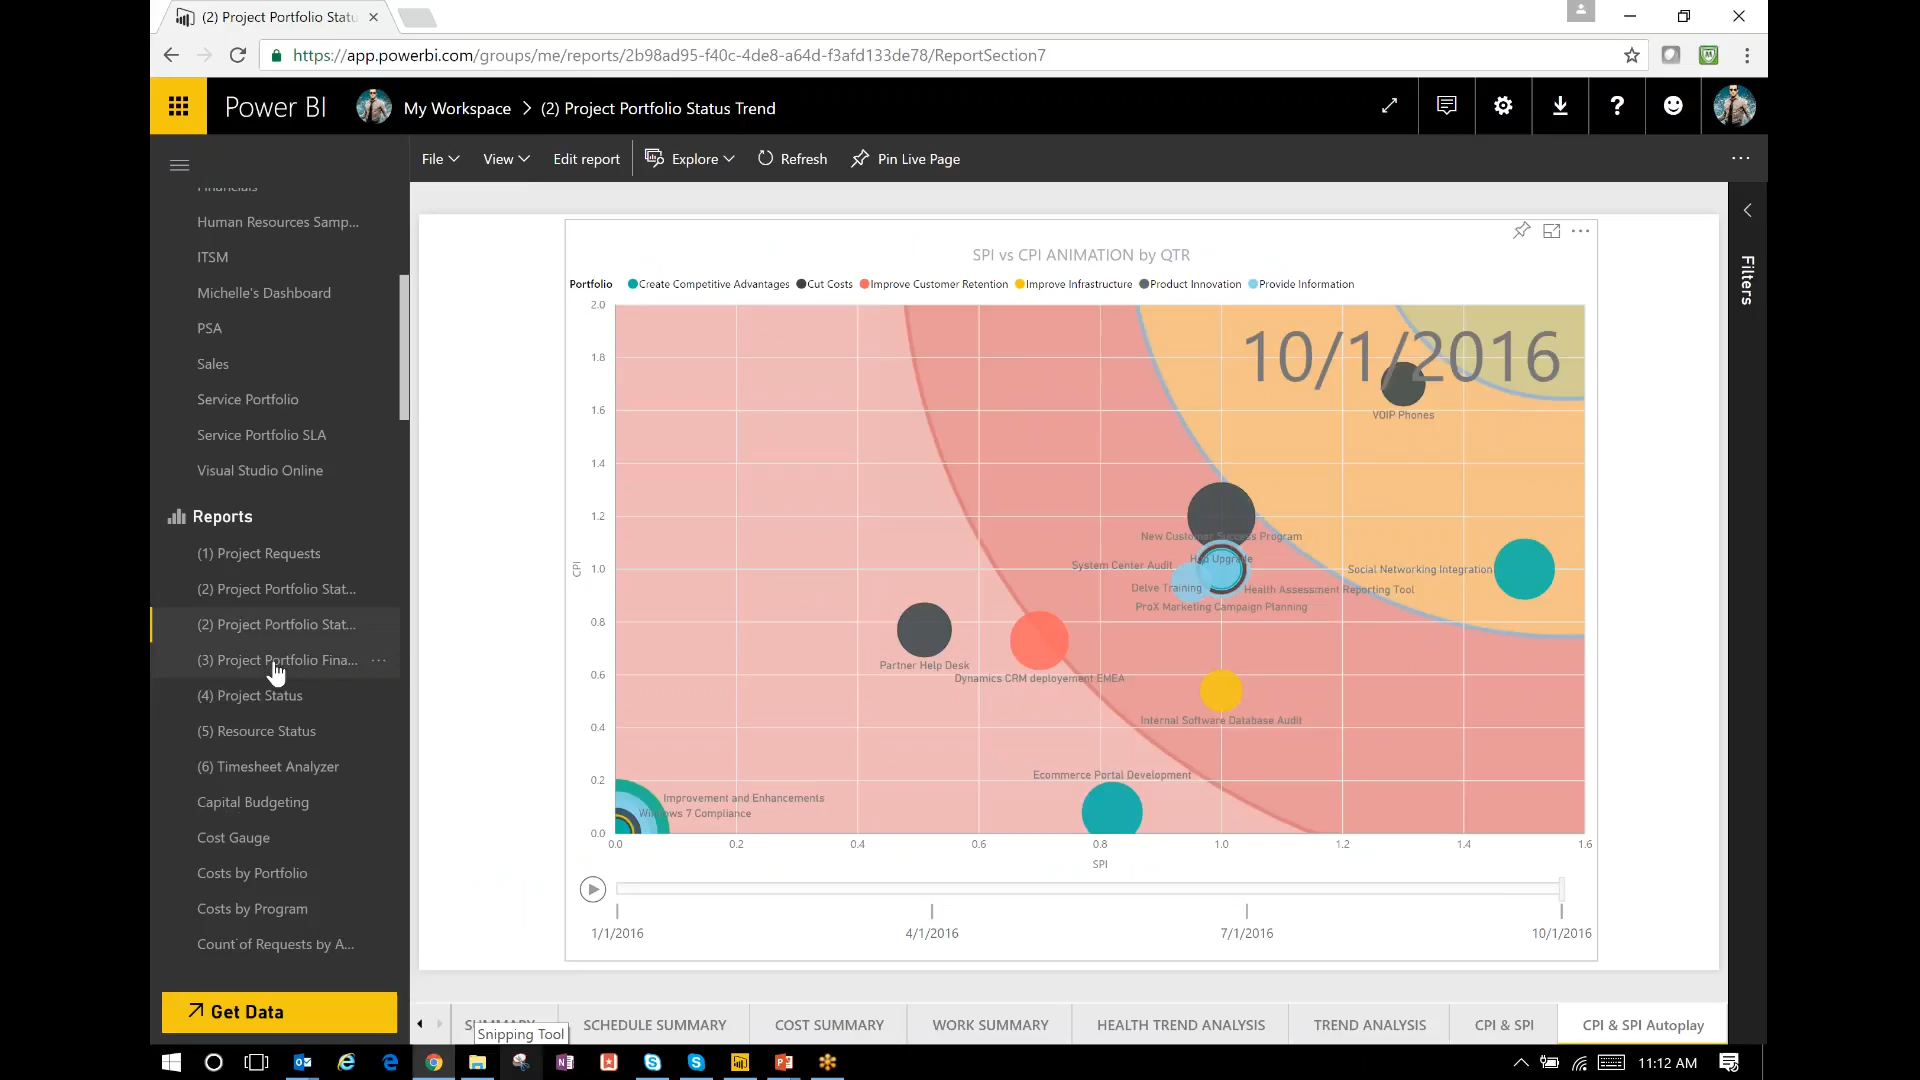 (2) Project Portfolio Statu
https://app.powerbi.com/groups/me/reports/2b98ad95-f40c-4de8-a64d-f3afd133de78/ReportSection7
Power BI
My Workspace > (2) Project Portfolio Status Trend
File
View
Edit report
Explore
Refresh
Pin Live Page
Financials
Human Resources Samp...
ITSM
Michelle's Dashboard
PSA
Sales
Service Portfolio
Service Portfolio SLA
Visual Studio Online
Reports
(1) Project Requests
(2) Project Portfolio Stat...
(2) Project Portfolio Stat...
(3) Project Portfolio Fina...
(4) Project Status
(5) Resource Status
(6) Timesheet Analyzer
Capital Budgeting
Cost Gauge
Costs by Portfolio
Costs by Program
Count of Requests by A...
Get Data
SPI vs CPI ANIMATION by QTR
Portfolio Create Competitive Advantages Cut Costs Improve Customer Retention Improve Infrastructure Product Innovation Provide Information
10/1/2016
2.0
1.8
1.6
1.4
1.2
1.0
0.8
0.6
0.4
0.2
0.0
CPI
VOIP Phones
New Customer Success Program
Help Upgrade
System Center Audit
Social Networking Integration
Delve Training
Health Assessment Reporting Tool
ProX Marketing Campaign Planning
Partner Help Desk
Dynamics CRM deployement EMEA
Internal Software Database Audit
Ecommerce Portal Development
Improvement and Enhancements
Windows 7 Compliance
0.0 0.2 0.4 0.6 0.8 1.0 1.2 1.4 1.6
SPI
1/1/2016 4/1/2016 7/1/2016 10/1/2016
Filters
SUMMARY
SCHEDULE SUMMARY
COST SUMMARY
WORK SUMMARY
HEALTH TREND ANALYSIS
TREND ANALYSIS
CPI & SPI
CPI & SPI Autoplay
Snipping Tool
11:12 AM